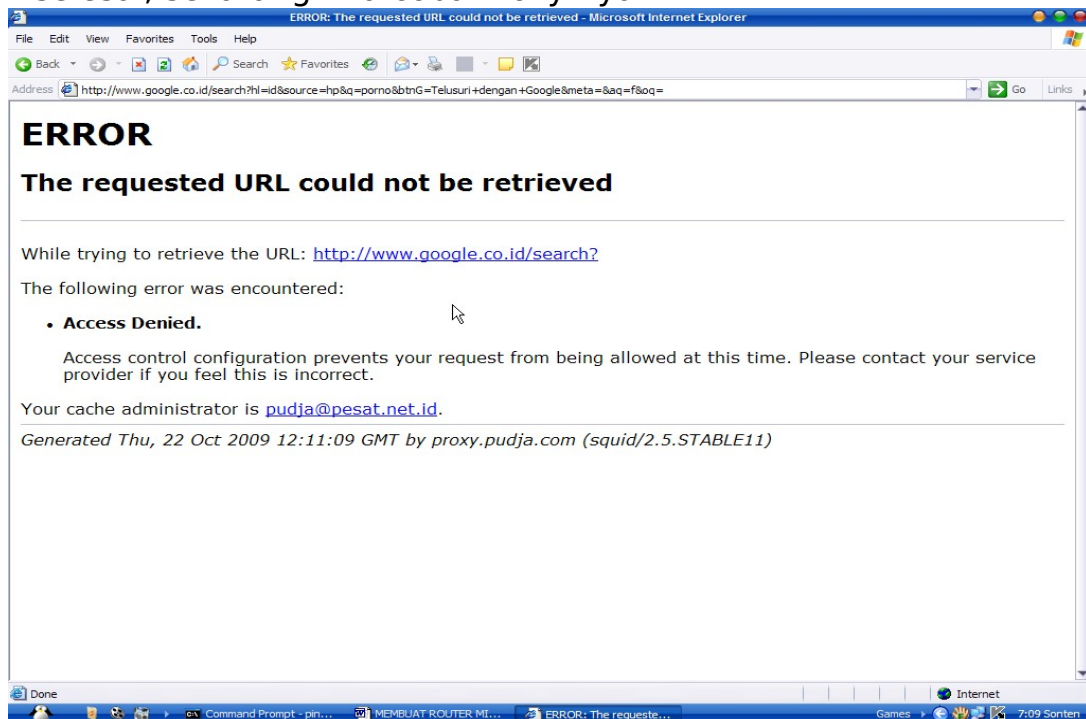 ERROR: The requested URL could not be retrieved - Microsoft Internet Explorer
File Edit View Favorites Tools Help
Back Search Favorites
Address http://www.google.co.id/search?hl=id&source=hp&q=porno&btnG=Telusuri+dengan+Google&meta=&aq=f&oq= Go Links
ERROR
The requested URL could not be retrieved
While trying to retrieve the URL: http://www.google.co.id/search?
The following error was encountered:
• Access Denied.
Access control configuration prevents your request from being allowed at this time. Please contact your service
provider if you feel this is incorrect.
Your cache administrator is pudja@pesat.net.id.
Generated Thu, 22 Oct 2009 12:11:09 GMT by proxy.pudja.com (squid/2.5.STABLE11)
Done Internet
Command Prompt - pin... MEMBUAT ROUTER MI... ERROR: The requeste... Games 7:09 Sonten